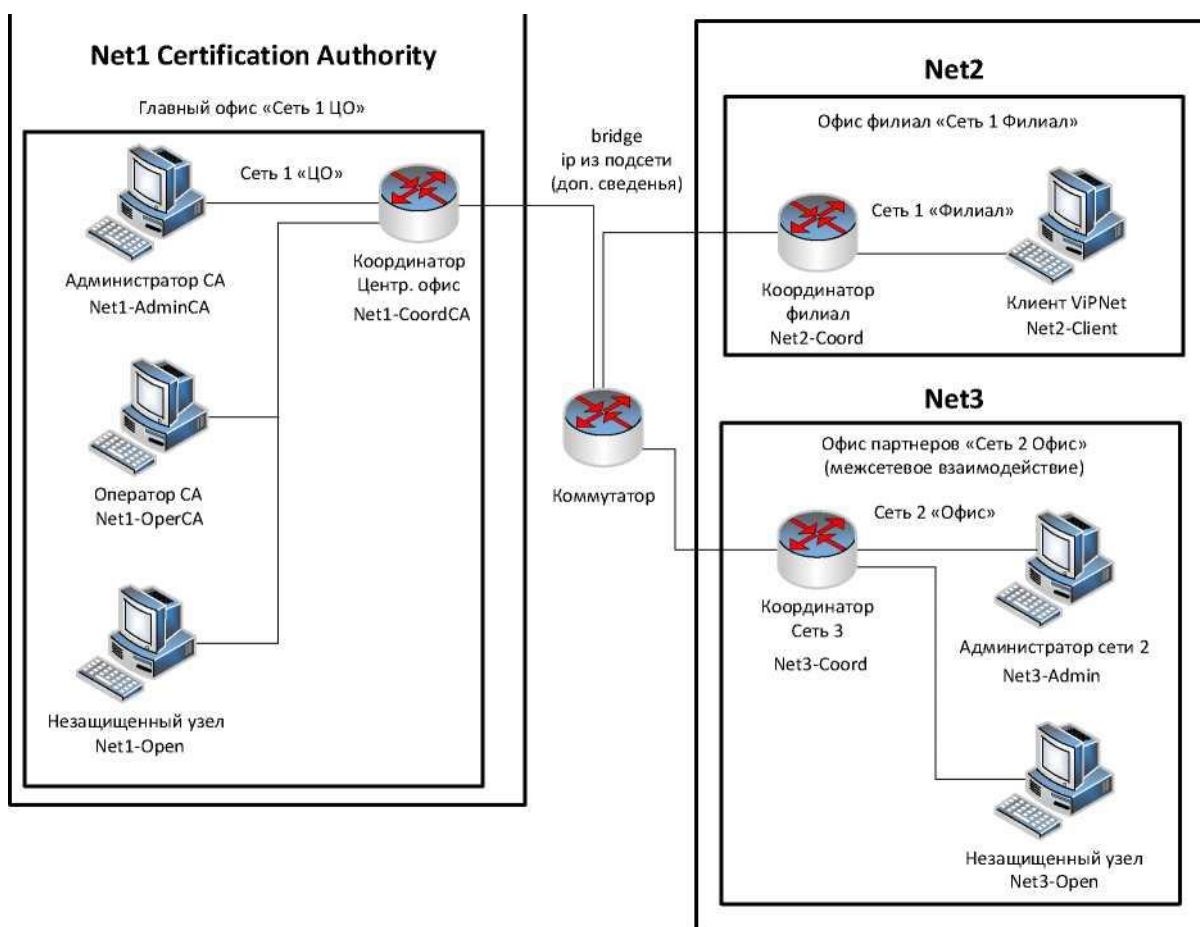 Net1 Certification Authority
Главный офис «Сеть 1 ЦО»
Сеть 1 «ЦО»
Администратор CA
Net1-AdminCA
Координатор
Центр. офис
Net1-CoordCA
Оператор CA
Net1-OperCA
Незащищенный узел
Net1-Open
bridge
ip из подсети
(доп. сведенья)
Коммутатор
Net2
Офис филиал «Сеть 1 Филиал»
Сеть 1 «Филиал»
Координатор
филиал
Net2-Coord
Клиент ViPNet
Net2-Client
Net3
Офис партнеров «Сеть 2 Офис»
(межсетевое взаимодействие)
Сеть 2 «Офис»
Координатор
Сеть 3
Net3-Coord
Администратор сети 2
Net3-Admin
Незащищенный узел
Net3-Open